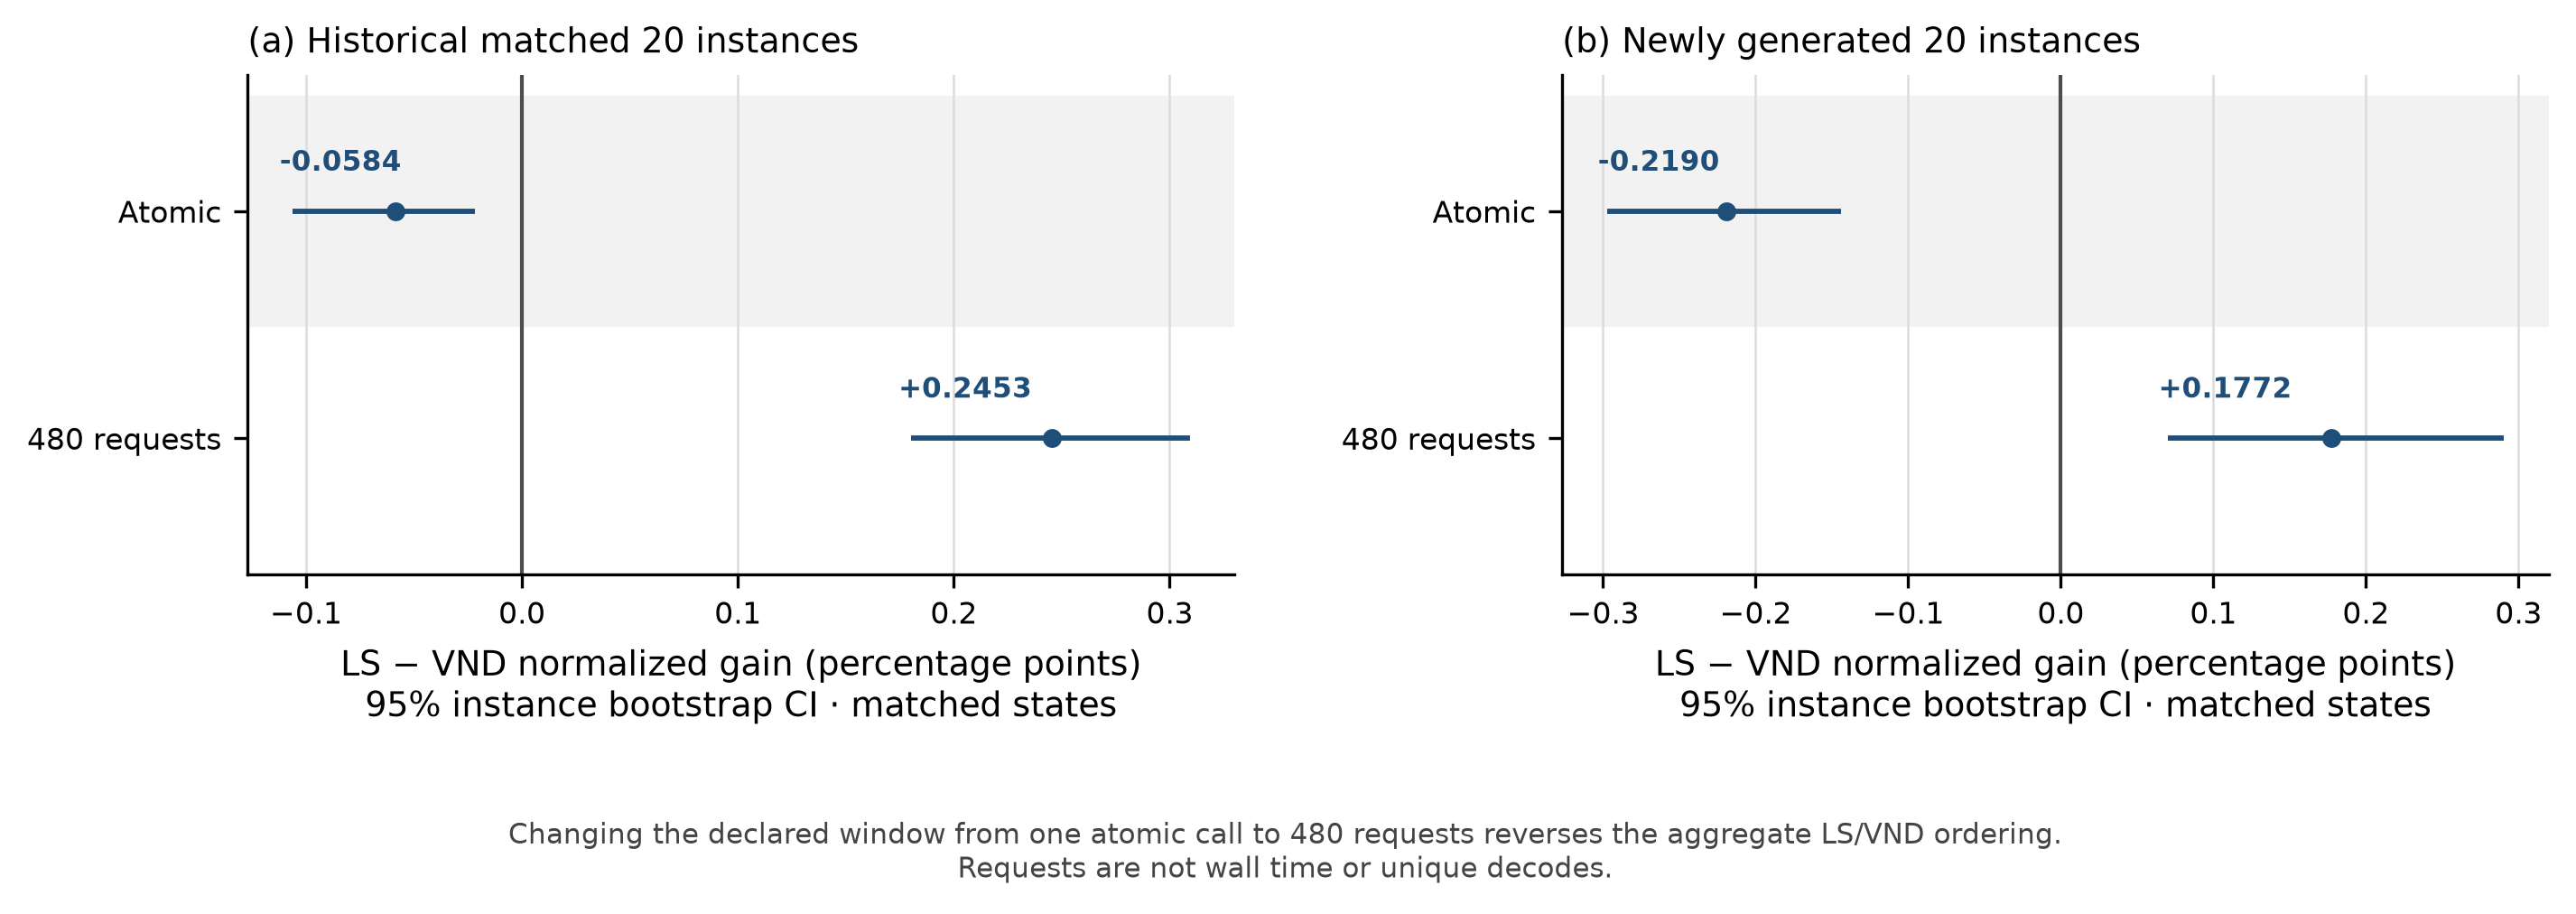 (a) Historical matched 20 instances
-0.0584
Atomic
+0.2453
480 requests
−0.1 0.0 0.1 0.2 0.3
LS − VND normalized gain (percentage points)
95% instance bootstrap CI · matched states
(b) Newly generated 20 instances
-0.2190
Atomic
+0.1772
480 requests
−0.3 −0.2 −0.1 0.0 0.1 0.2 0.3
LS − VND normalized gain (percentage points)
95% instance bootstrap CI · matched states
Changing the declared window from one atomic call to 480 requests reverses the aggregate LS/VND ordering.
Requests are not wall time or unique decodes.